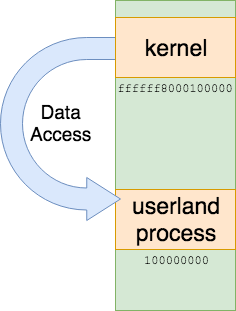 kernel
ffffff8000100000
Data
Access
userland
process
100000000